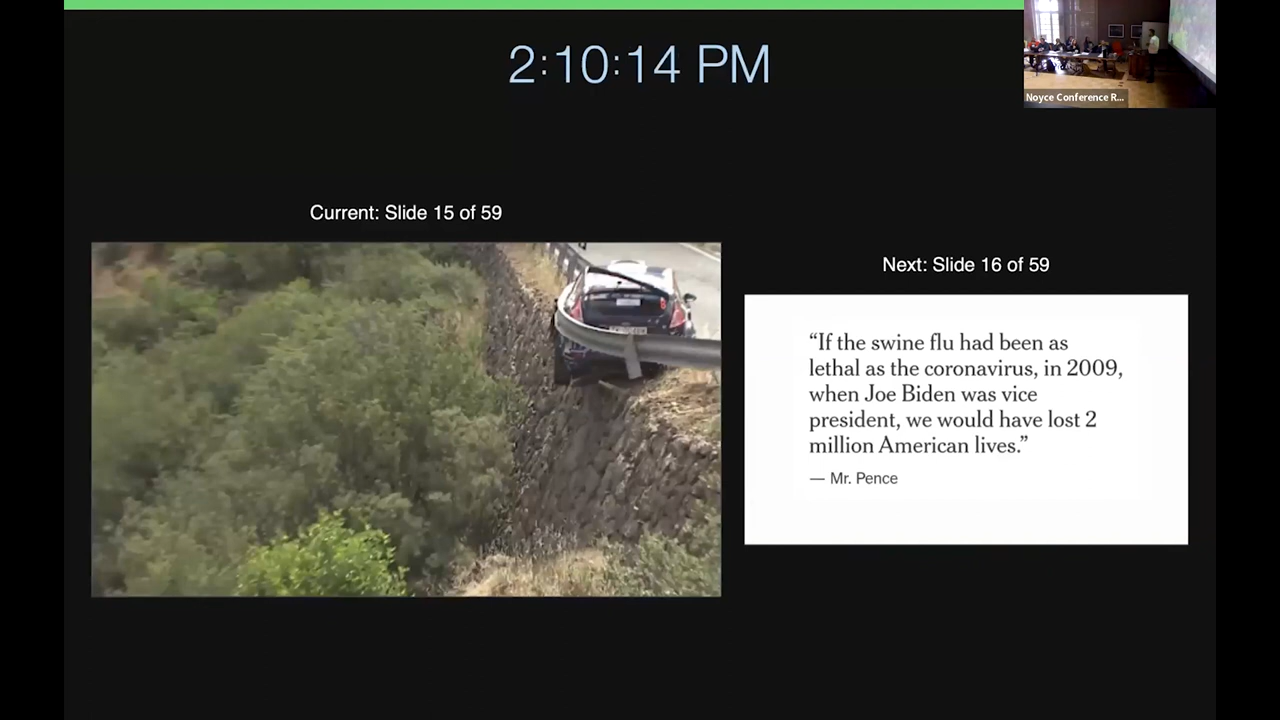 2:10:14 PM
Noyce Conference R...
Current: Slide 15 of 59
Next: Slide 16 of 59
“If the swine flu had been as
lethal as the coronavirus, in 2009,
when Joe Biden was vice
president, we would have lost 2
million American lives.”
— Mr. Pence